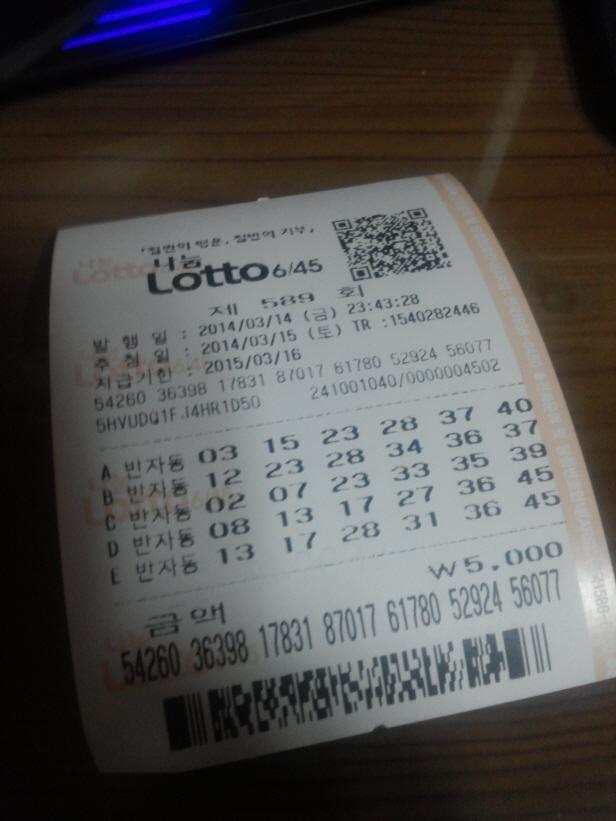 「절반의 행운, 절반의 기부」
나눔
Lotto 6/45
제 589 회
발 행 일 : 2014/03/14 (금) 23:43:28
추 첨 일 : 2014/03/15 (토) TR :1540282446
지급기한 : 2015/03/16
54260 36398 17831 87017 61780 52924 56077
5HVUDQ1FJ4HR1D50 241001040/0000004502
A 반자동 03 15 23 28 37 40
B 반자동 12 23 28 34 36 37
C 반자동 02 07 23 33 35 39
D 반자동 08 13 17 27 36 45
E 반자동 13 17 28 31 36 45
금액 ₩5,000
54260 36398 17831 87017 61780 52924 56077